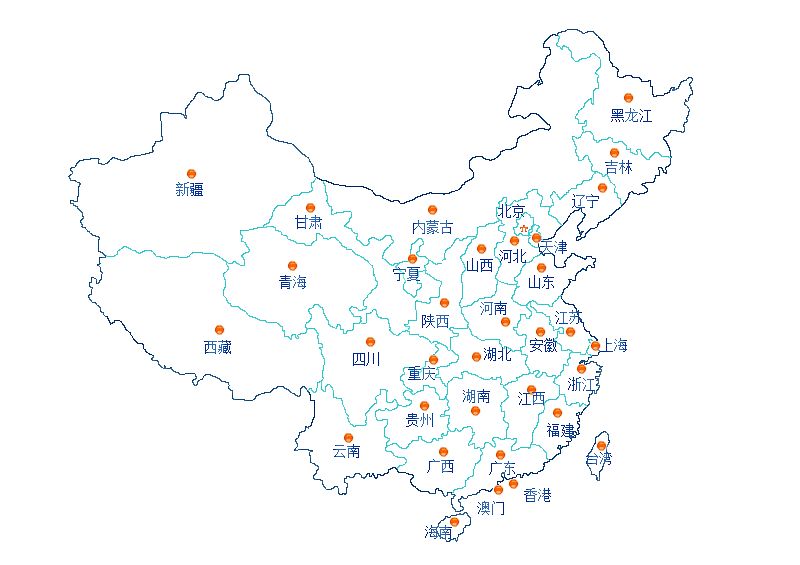 黑龙江
吉林
新疆
辽宁
北京
甘肃
内蒙古
天津
河北
山西
宁夏
青海
山东
河南
江苏
陕西
安徽
上海
西藏
湖北
四川
重庆
浙江
湖南
江西
贵州
福建
云南
台湾
广西
广东
香港
澳门
海南